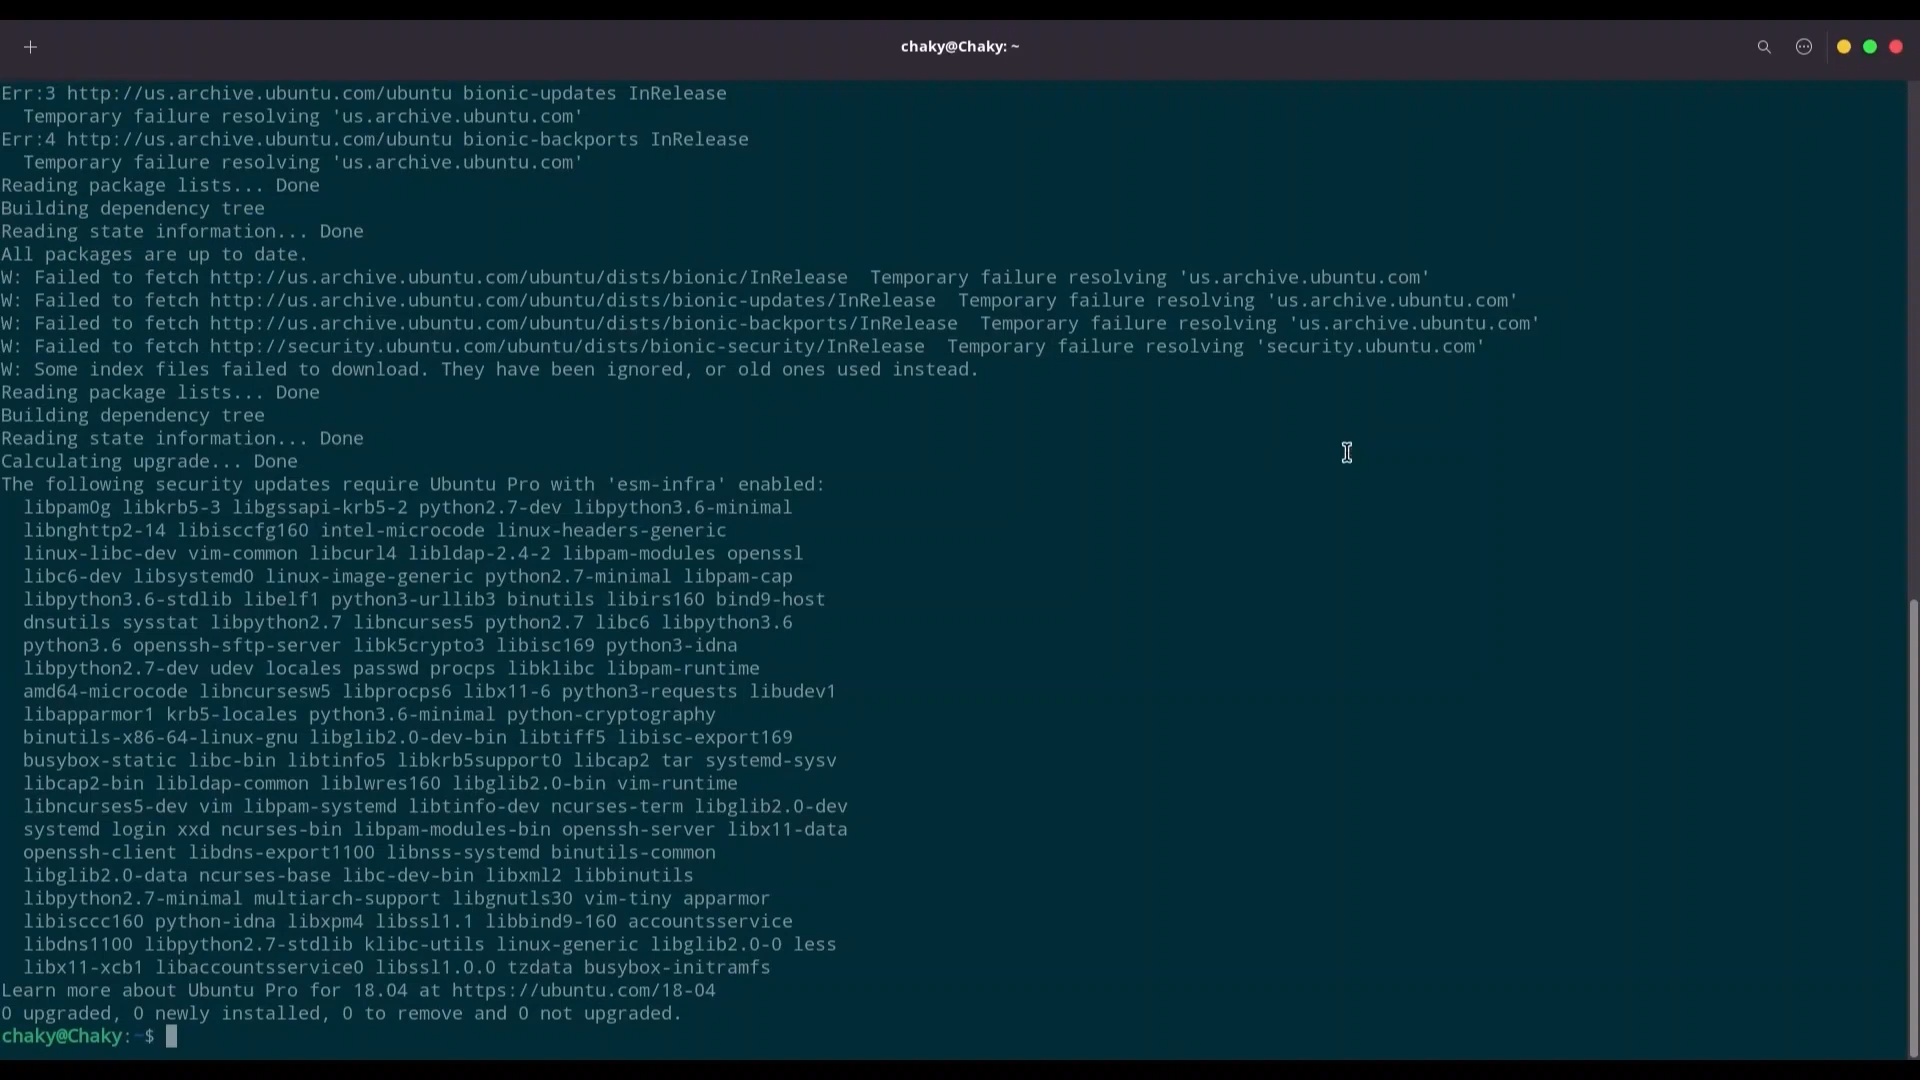 chaky@Chaky: ~
Err:3 http://us.archive.ubuntu.com/ubuntu bionic-updates InRelease
  Temporary failure resolving 'us.archive.ubuntu.com'
Err:4 http://us.archive.ubuntu.com/ubuntu bionic-backports InRelease
  Temporary failure resolving 'us.archive.ubuntu.com'
Reading package lists... Done
Building dependency tree
Reading state information... Done
All packages are up to date.
W: Failed to fetch http://us.archive.ubuntu.com/ubuntu/dists/bionic/InRelease  Temporary failure resolving 'us.archive.ubuntu.com'
W: Failed to fetch http://us.archive.ubuntu.com/ubuntu/dists/bionic-updates/InRelease  Temporary failure resolving 'us.archive.ubuntu.com'
W: Failed to fetch http://us.archive.ubuntu.com/ubuntu/dists/bionic-backports/InRelease  Temporary failure resolving 'us.archive.ubuntu.com'
W: Failed to fetch http://security.ubuntu.com/ubuntu/dists/bionic-security/InRelease  Temporary failure resolving 'security.ubuntu.com'
W: Some index files failed to download. They have been ignored, or old ones used instead.
Reading package lists... Done
Building dependency tree
Reading state information... Done
Calculating upgrade... Done
The following security updates require Ubuntu Pro with 'esm-infra' enabled:
  libpam0g libkrb5-3 libgssapi-krb5-2 python2.7-dev libpython3.6-minimal
  libnghttp2-14 libisccfg160 intel-microcode linux-headers-generic
  linux-libc-dev vim-common libcurl4 libldap-2.4-2 libpam-modules openssl
  libc6-dev libsystemd0 linux-image-generic python2.7-minimal libpam-cap
  libpython3.6-stdlib libelf1 python3-urllib3 binutils libirs160 bind9-host
  dnsutils sysstat libpython2.7 libncurses5 python2.7 libc6 libpython3.6
  python3.6 openssh-sftp-server libk5crypto3 libisc169 python3-idna
  libpython2.7-dev udev locales passwd procps libklibc libpam-runtime
  amd64-microcode libncursesw5 libprocps6 libx11-6 python3-requests libudev1
  libapparmor1 krb5-locales python3.6-minimal python-cryptography
  binutils-x86-64-linux-gnu libglib2.0-dev-bin libtiff5 libisc-export169
  busybox-static libc-bin libtinfo5 libkrb5support0 libcap2 tar systemd-sysv
  libcap2-bin libldap-common liblwres160 libglib2.0-bin vim-runtime
  libncurses5-dev vim libpam-systemd libtinfo-dev ncurses-term libglib2.0-dev
  systemd login xxd ncurses-bin libpam-modules-bin openssh-server libx11-data
  openssh-client libdns-export1100 libnss-systemd binutils-common
  libglib2.0-data ncurses-base libc-dev-bin libxml2 libbinutils
  libpython2.7-minimal multiarch-support libgnutls30 vim-tiny apparmor
  libisccc160 python-idna libxpm4 libssl1.1 libbind9-160 accountsservice
  libdns1100 libpython2.7-stdlib klibc-utils linux-generic libglib2.0-0 less
  libx11-xcb1 libaccountsservice0 libssl1.0.0 tzdata busybox-initramfs
Learn more about Ubuntu Pro for 18.04 at https://ubuntu.com/18-04
0 upgraded, 0 newly installed, 0 to remove and 0 not upgraded.
chaky@Chaky:~$